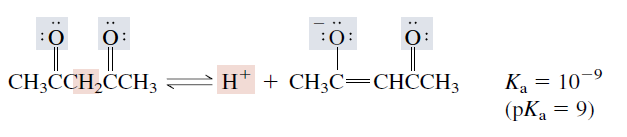 :O O: :O: O:
CH₃CCH₂CCH₃ ⇌ H⁺ + CH₃C=CHCCH₃ Kₐ = 10⁻⁹
(pKₐ = 9)